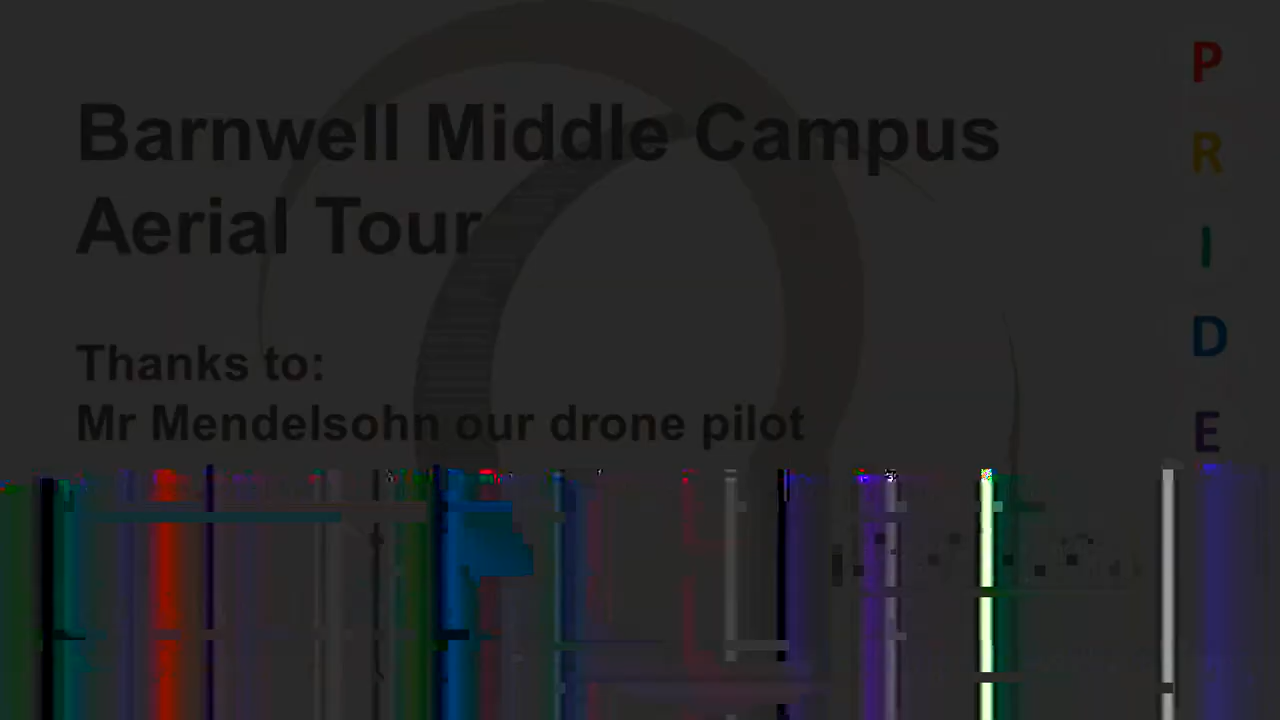 Barnwell Middle Campus
Aerial Tour
Thanks to:
Mr Mendelsohn our drone pilot
P
R
I
D
E